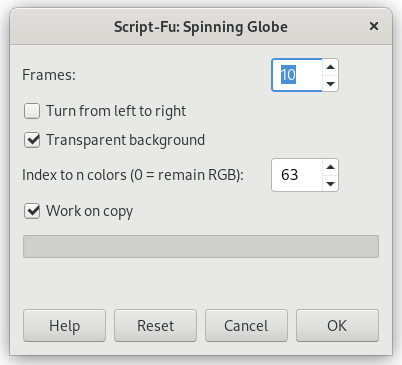 Script-Fu: Spinning Globe
Frames: 10
Turn from left to right
Transparent background
Index to n colors (0 = remain RGB): 63
Work on copy
Help Reset Cancel OK